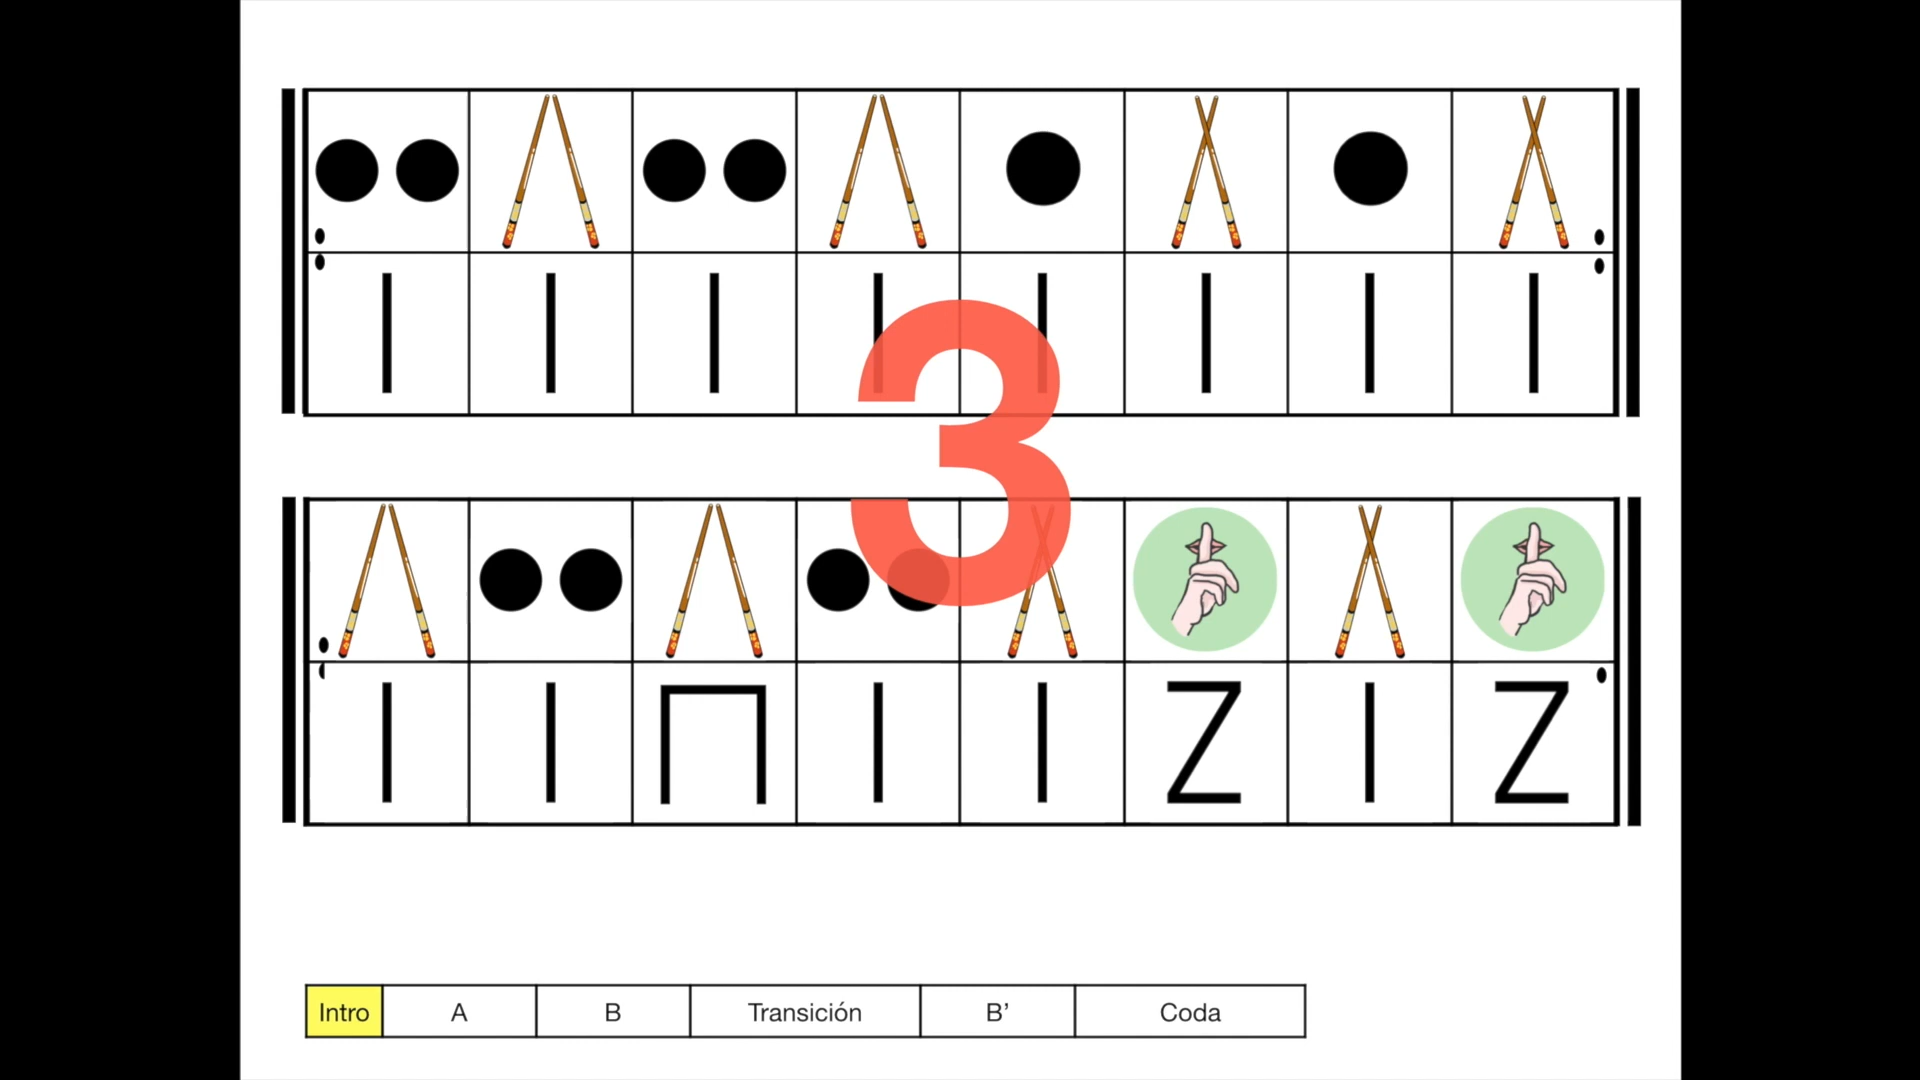 3
Z Z
Intro A B Transición B’ Coda